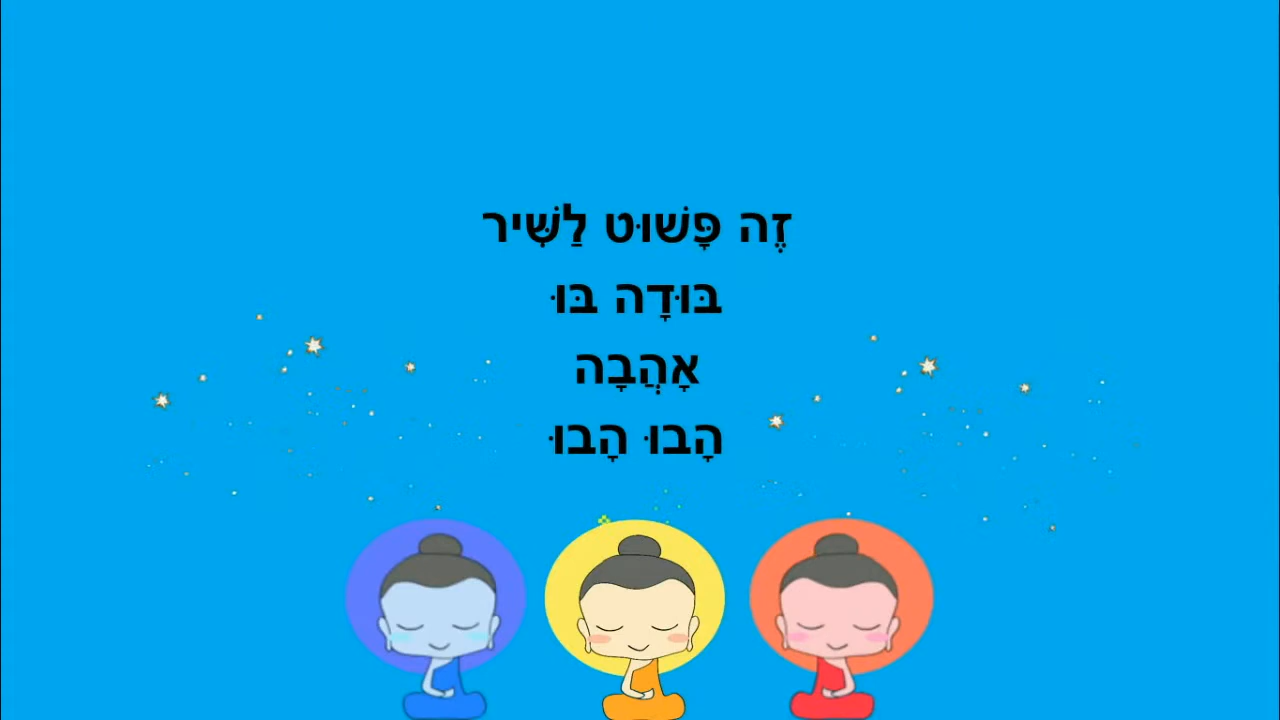 זֶה פָּשׁוּט לַשִּׁיר
בּוּדָה בּוּ
אָהֲבָה
הָבוּ הָבוּ